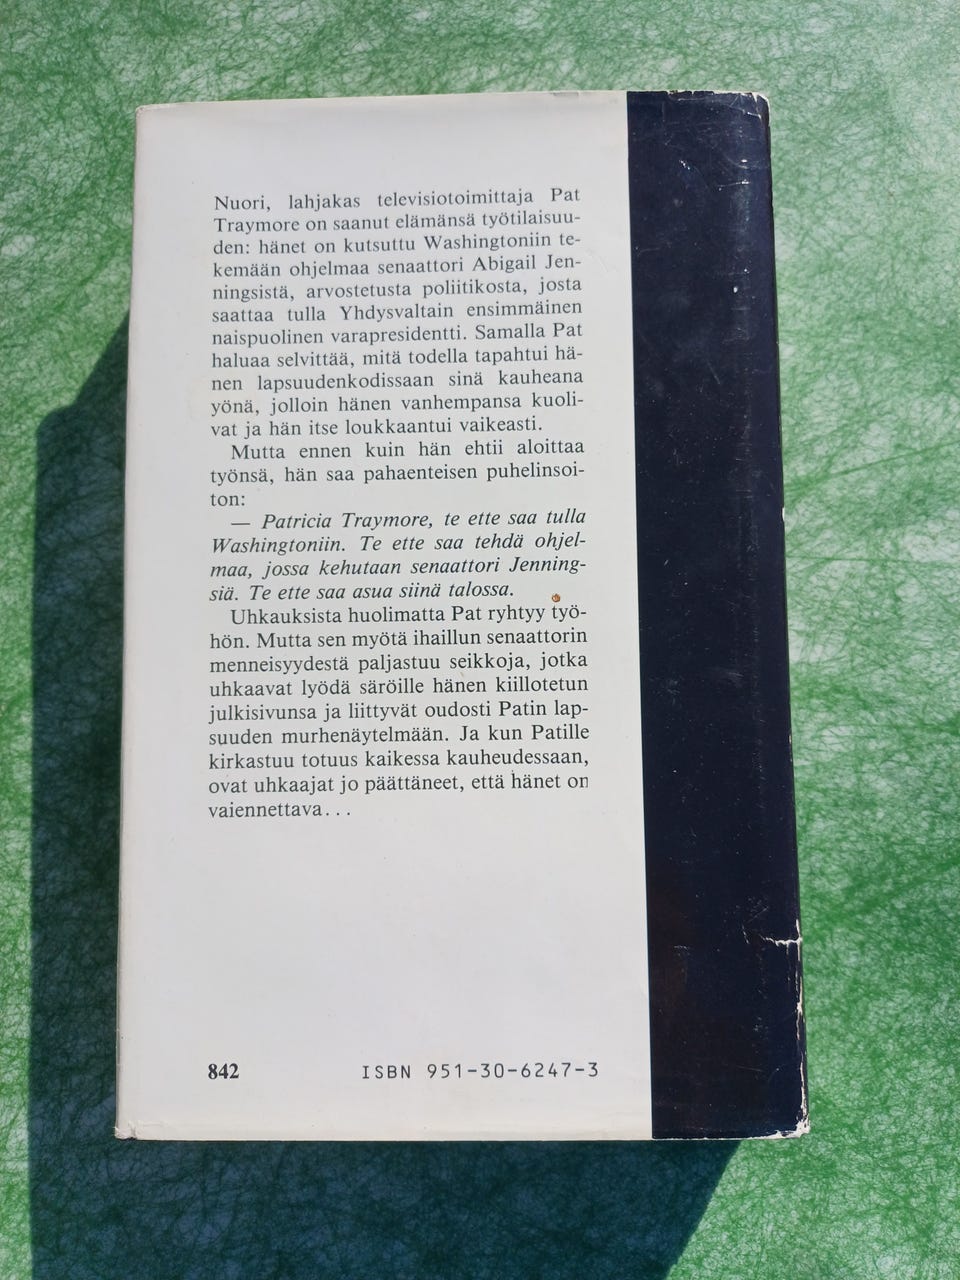 Nuori, lahjakas televisiotoimittaja Pat
Traymore on saanut elämänsä työtilaisuu-
den: hänet on kutsuttu Washingtoniin te-
kemään ohjelmaa senaattori Abigail Jen-
ningsistä, arvostetusta poliitikosta, josta
saattaa tulla Yhdysvaltain ensimmäinen
naispuolinen varapresidentti. Samalla Pat
haluaa selvittää, mitä todella tapahtui hä-
nen lapsuudenkodissaan sinä kauheana
yönä, jolloin hänen vanhempansa kuoli-
vat ja hän itse loukkaantui vaikeasti.
Mutta ennen kuin hän ehtii aloittaa
työnsä, hän saa pahaenteisen puhelinsoi-
ton:
— Patricia Traymore, te ette saa tulla
Washingtoniin. Te ette saa tehdä ohjel-
maa, jossa kehutaan senaattori Jenning-
siä. Te ette saa asua siinä talossa.
Uhkauksista huolimatta Pat ryhtyy työ-
hön. Mutta sen myötä ihaillun senaattorin
menneisyydestä paljastuu seikkoja, jotka
uhkaavat lyödä säröille hänen kiillotetun
julkisivunsa ja liittyvät oudosti Patin lap-
suuden murhenäytelmään. Ja kun Patille
kirkastuu totuus kaikessa kauheudessaan,
ovat uhkaajat jo päättäneet, että hänet on
vaiennettava...
842
ISBN 951-30-6247-3